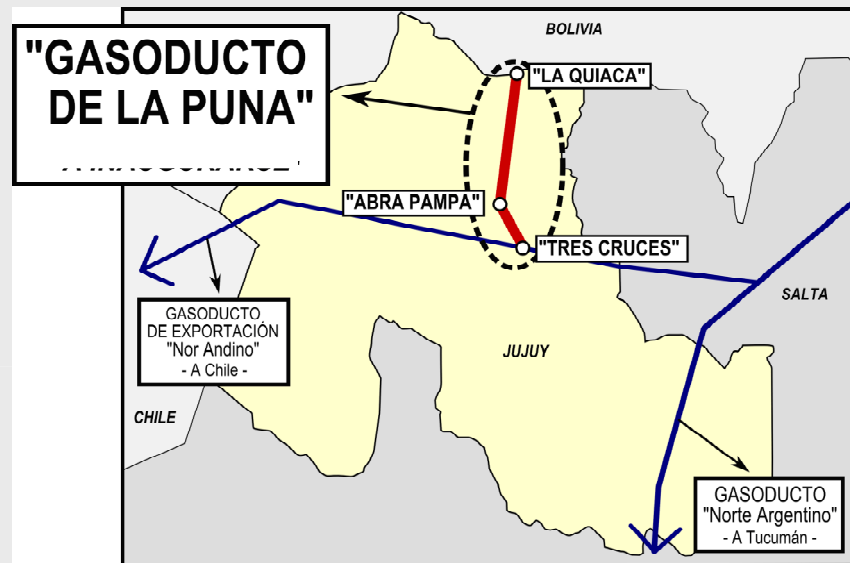 "GASODUCTO
DE LA PUNA"
BOLIVIA
"LA QUIACA"
"ABRA PAMPA"
"TRES CRUCES"
SALTA
GASODUCTO
DE EXPORTACIÓN
"Nor Andino"
- A Chile -
JUJUY
CHILE
GASODUCTO
"Norte Argentino"
- A Tucumán -